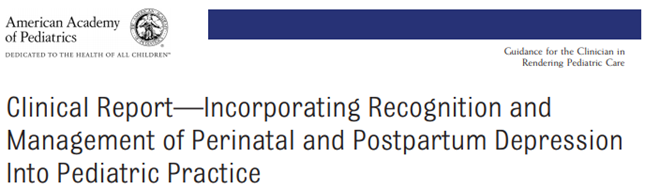 American Academy
of Pediatrics
DEDICATED TO THE HEALTH OF ALL CHILDREN™
Guidance for the Clinician in
Rendering Pediatric Care
Clinical Report—Incorporating Recognition and
Management of Perinatal and Postpartum Depression
Into Pediatric Practice